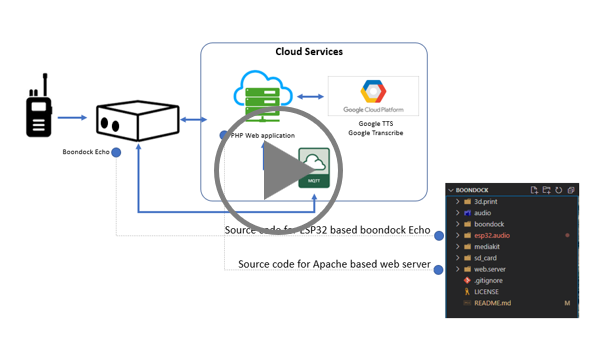 Cloud Services
Google Cloud Platform
Google TTS
Google Transcribe
PHP Web application
Boondock Echo
MQTT
Source code for ESP32 based boondock Echo
Source code for Apache based web server
BOONDOCK
3d.print
audio
boondock
esp32.audio
mediakit
sd_card
web.server
.gitignore
LICENSE
README.md M